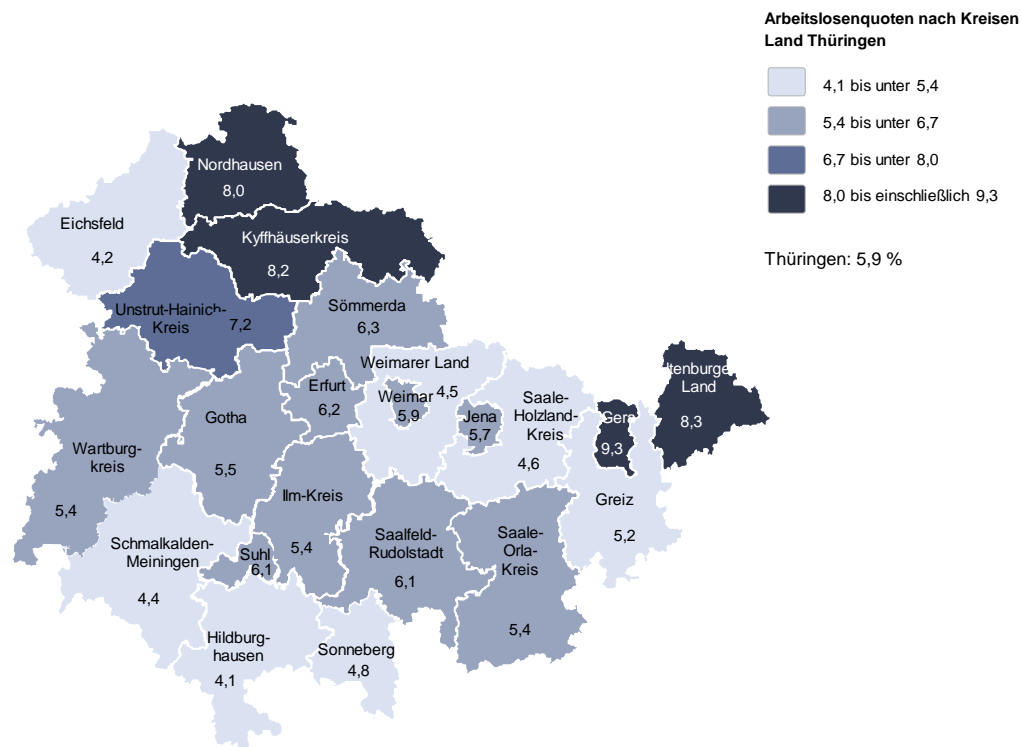 Arbeitslosenquoten nach Kreisen
Land Thüringen
4,1 bis unter 5,4
5,4 bis unter 6,7
6,7 bis unter 8,0
8,0 bis einschließlich 9,3
Thüringen: 5,9 %
Nordhausen
8,0
Eichsfeld
4,2
Kyffhäuserkreis
8,2
Unstrut-Hainich-
Kreis
7,2
Sömmerda
6,3
Weimarer Land
4,5
Erfurt
6,2
Weimar
5,9
Jena
5,7
Saale-
Holzland-
Kreis
4,6
Gera
9,3
ltenburge
Land
8,3
Gotha
5,5
Wartburg-
kreis
5,4
Ilm-Kreis
5,4
Greiz
5,2
Schmalkalden-
Meiningen
4,4
Suhl
6,1
Saalfeld-
Rudolstadt
6,1
Saale-
Orla-
Kreis
5,4
Hildburg-
hausen
4,1
Sonneberg
4,8